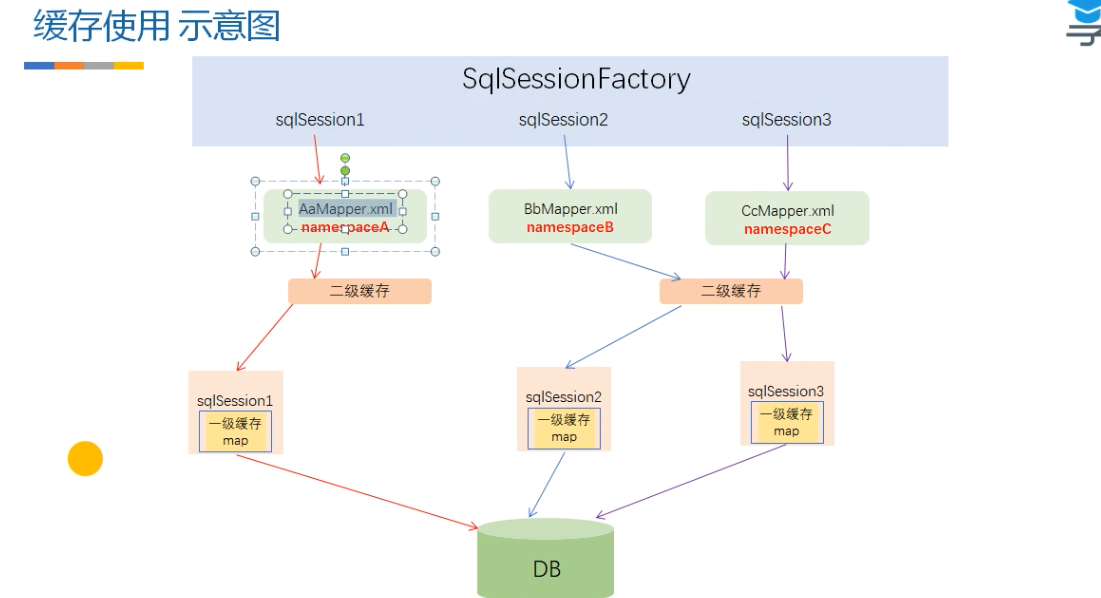 缓存使用 示意图
SqlSessionFactory
sqlSession1
sqlSession2
sqlSession3
AaMapper.xml
namespaceA
BbMapper.xml
namespaceB
CcMapper.xml
namespaceC
二级缓存
二级缓存
sqlSession1
一级缓存
map
sqlSession2
一级缓存
map
sqlSession3
一级缓存
map
DB